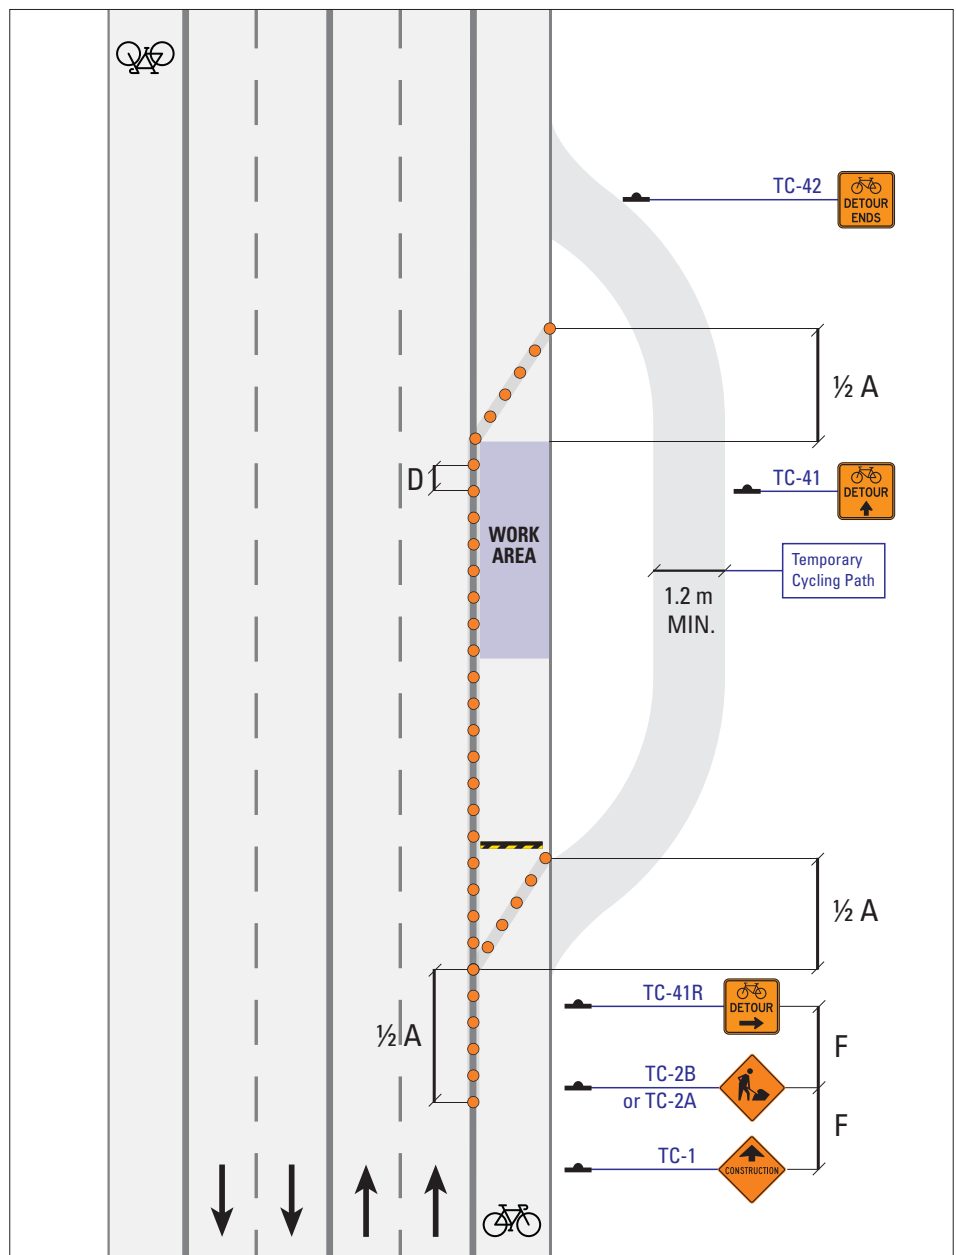 TC-42
DETOUR
ENDS
½ A
D
TC-41
DETOUR
WORK
AREA
Temporary
Cycling Path
1.2 m
MIN.
½ A
TC-41R
DETOUR
½ A
F
TC-2B
or TC-2A
F
TC-1
CONSTRUCTION